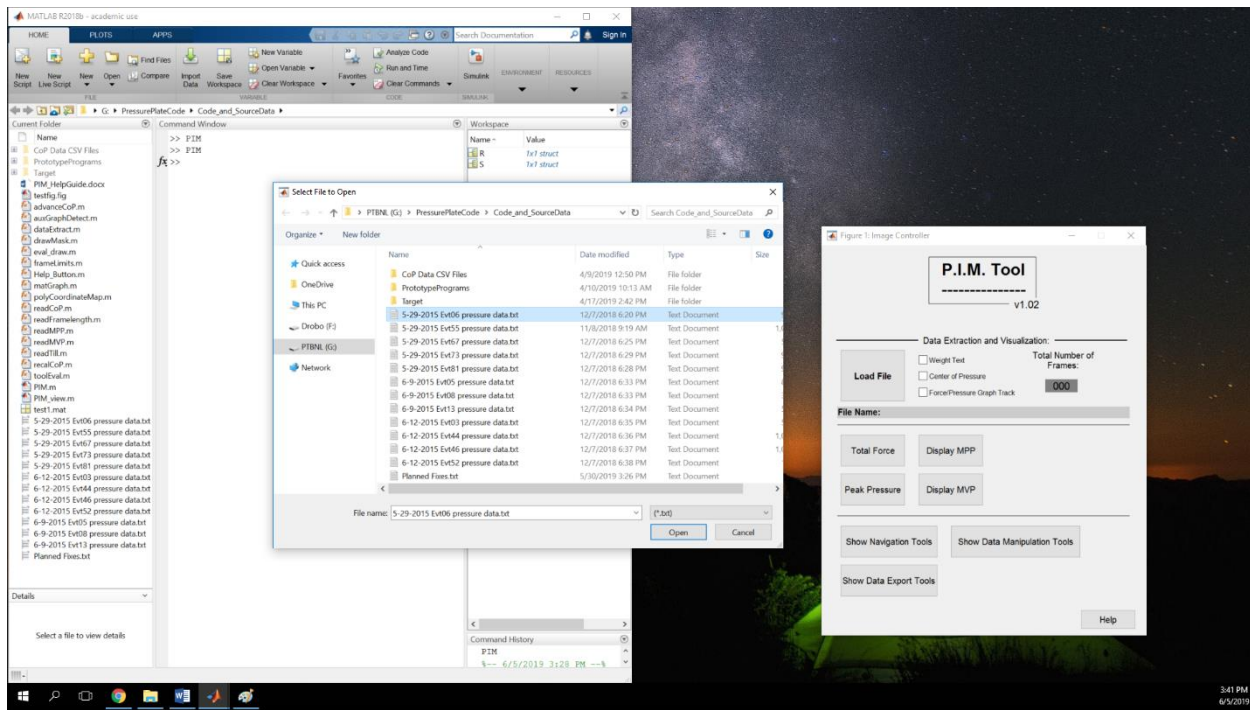 MATLAB R2018b - academic use
HOME PLOTS APPS
Search Documentation Sign In
New Script
New Live Script
New
Open
Find Files
Compare
Import Data
Save Workspace
New Variable
Open Variable
Clear Workspace
Favorites
Analyze Code
Run and Time
Clear Commands
Simulink
ENVIRONMENT
RESOURCES
FILE VARIABLE CODE SIMULINK
G: PressurePlateCode Code_and_SourceData
Current Folder
Name
CoP Data CSV Files
PrototypePrograms
Target
PIM_HelpGuide.docx
testfig.fig
advanceCoP.m
auxGraphDetect.m
dataExtract.m
drawMask.m
eval_draw.m
frameLimits.m
Help_Button.m
matGraph.m
polyCoordinateMap.m
readCoP.m
readFramelength.m
readMPP.m
readMVP.m
readTill.m
recalCoP.m
toolEval.m
PIM.m
PIM_view.m
test1.mat
5-29-2015 Evt06 pressure data.txt
5-29-2015 Evt55 pressure data.txt
5-29-2015 Evt67 pressure data.txt
5-29-2015 Evt73 pressure data.txt
5-29-2015 Evt81 pressure data.txt
6-12-2015 Evt03 pressure data.txt
6-12-2015 Evt44 pressure data.txt
6-12-2015 Evt46 pressure data.txt
6-12-2015 Evt52 pressure data.txt
6-9-2015 Evt05 pressure data.txt
6-9-2015 Evt08 pressure data.txt
6-9-2015 Evt13 pressure data.txt
Planned Fixes.txt
Details
Select a file to view details
Command Window
>> PIM
>> PIM
fx >>
Workspace
Name Value
R 1x1 struct
S 1x1 struct
Command History
PIM
%-- 6/5/2019 3:28 PM --%
Select File to Open
PTBNL (G:) PressurePlateCode Code_and_SourceData
Search Code_and_SourceData
Organize New folder
Quick access
OneDrive
This PC
Drobo (F:)
PTBNL (G:)
Network
Name Date modified Type Size
CoP Data CSV Files 4/9/2019 12:50 PM File folder
PrototypePrograms 4/10/2019 10:13 AM File folder
Target 4/17/2019 2:42 PM File folder
5-29-2015 Evt06 pressure data.txt 12/7/2018 6:20 PM Text Document
5-29-2015 Evt55 pressure data.txt 11/8/2018 9:19 AM Text Document
5-29-2015 Evt67 pressure data.txt 12/7/2018 6:25 PM Text Document
5-29-2015 Evt73 pressure data.txt 12/7/2018 6:29 PM Text Document
5-29-2015 Evt81 pressure data.txt 12/7/2018 6:28 PM Text Document
6-9-2015 Evt05 pressure data.txt 12/7/2018 6:33 PM Text Document
6-9-2015 Evt08 pressure data.txt 12/7/2018 6:33 PM Text Document
6-9-2015 Evt13 pressure data.txt 12/7/2018 6:34 PM Text Document
6-12-2015 Evt03 pressure data.txt 12/7/2018 6:35 PM Text Document
6-12-2015 Evt44 pressure data.txt 12/7/2018 6:36 PM Text Document
6-12-2015 Evt46 pressure data.txt 12/7/2018 6:37 PM Text Document
6-12-2015 Evt52 pressure data.txt 12/7/2018 6:38 PM Text Document
Planned Fixes.txt 5/30/2019 3:26 PM Text Document
File name: 5-29-2015 Evt06 pressure data.txt (*.txt)
Open Cancel
Figure 1: Image Controller
P.I.M. Tool
---------------
v1.02
Data Extraction and Visualization:
Load File
Weight Text
Center of Pressure
Force/Pressure Graph Track
Total Number of
Frames:
000
File Name:
Total Force Display MPP
Peak Pressure Display MVP
Show Navigation Tools Show Data Manipulation Tools
Show Data Export Tools
Help
3:41 PM
6/5/2019